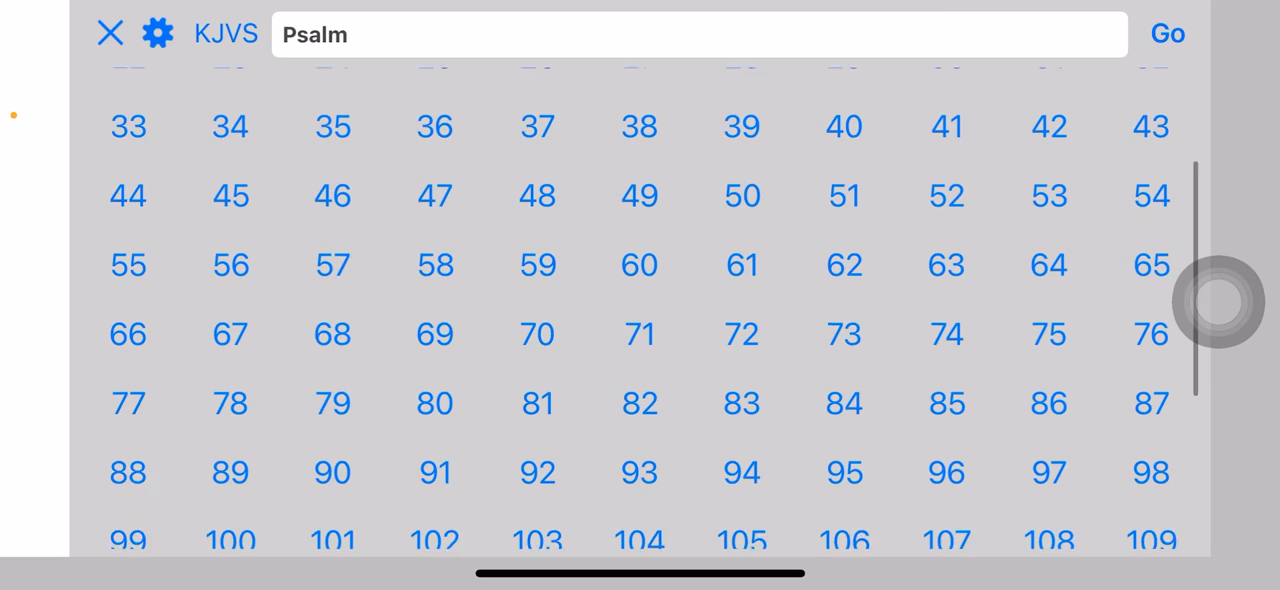 KJVS Psalm Go
33 34 35 36 37 38 39 40 41 42 43
44 45 46 47 48 49 50 51 52 53 54
55 56 57 58 59 60 61 62 63 64 65
66 67 68 69 70 71 72 73 74 75 76
77 78 79 80 81 82 83 84 85 86 87
88 89 90 91 92 93 94 95 96 97 98
99 100 101 102 103 104 105 106 107 108 109